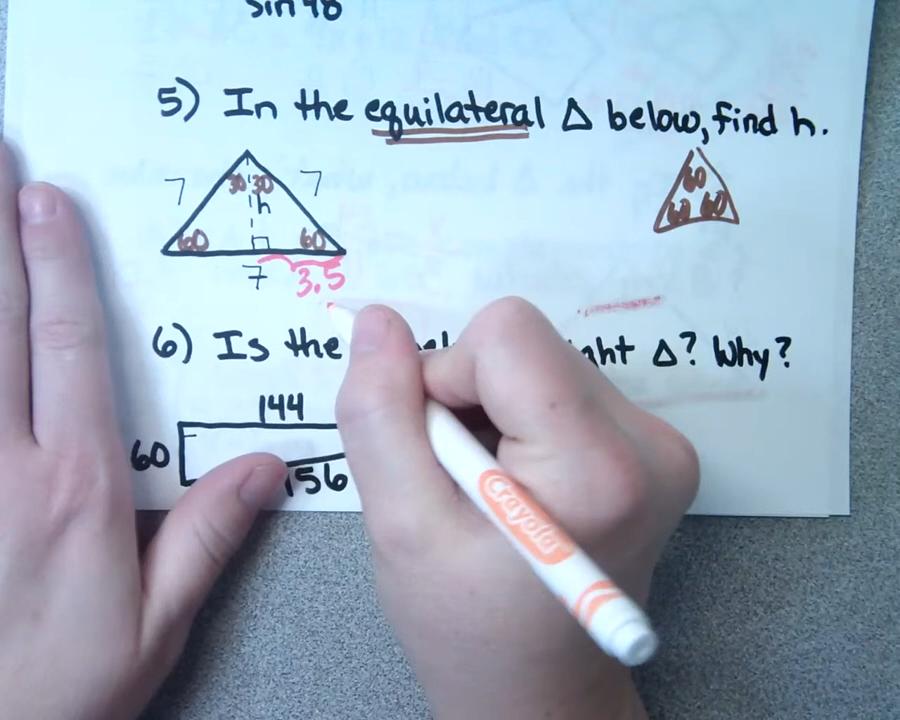 sin 48
5) In the equilateral Δ below, find h.
7 30 30 7
h
60 60
7 3.5
60
60 60
6) Is the Δ? Why?
144
60
156
Crayola